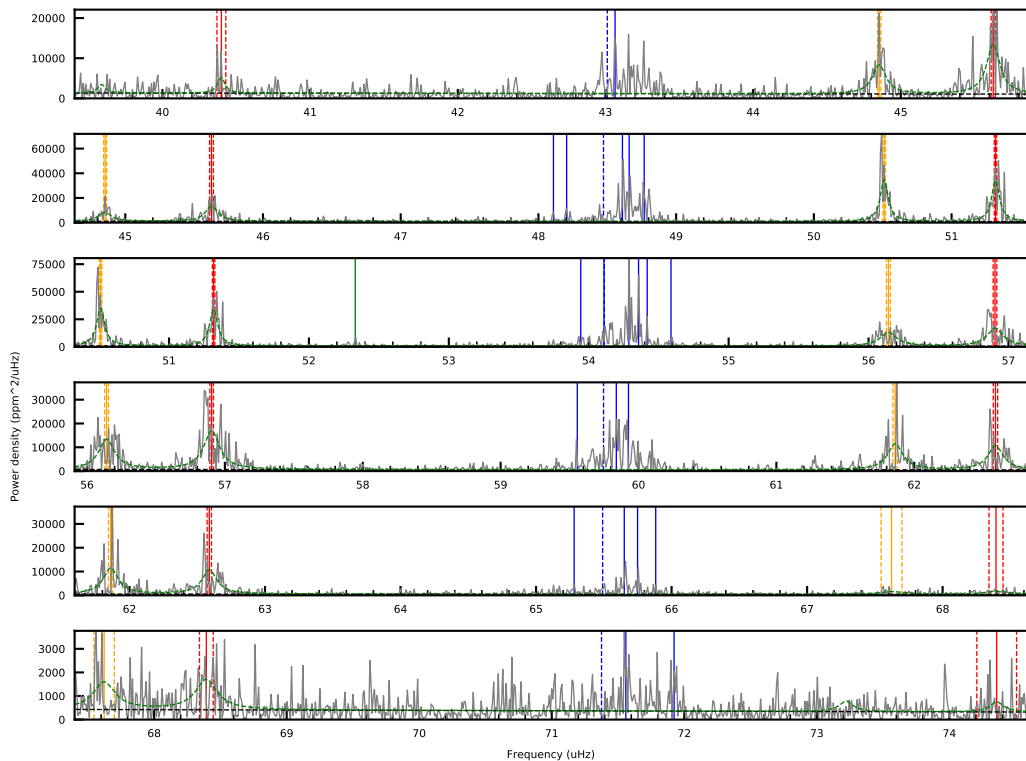 20000
10000
0
40 41 42 43 44 45
60000
40000
20000
0
45 46 47 48 49 50 51
75000
50000
25000
0
51 52 53 54 55 56 57
30000
20000
10000
0
56 57 58 59 60 61 62
30000
20000
10000
0
62 63 64 65 66 67 68
3000
2000
1000
0
68 69 70 71 72 73 74
Power density (ppm^2/uHz)
Frequency (uHz)